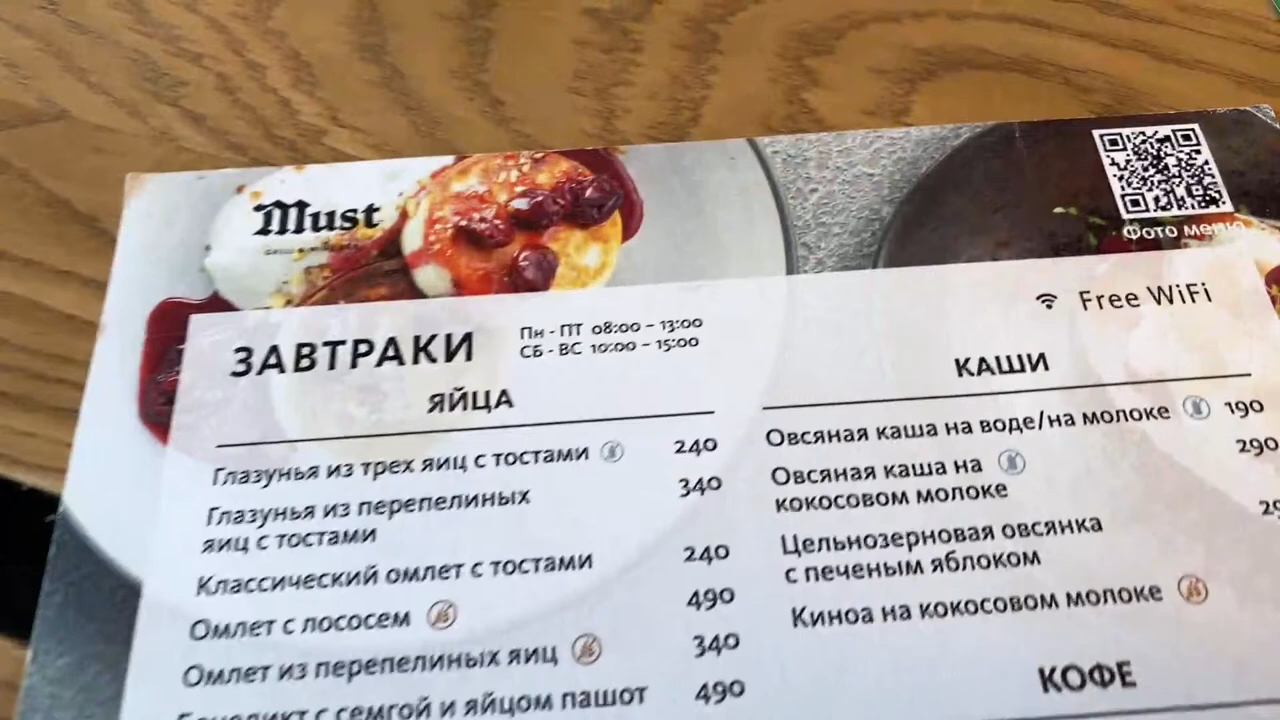 Must
Фото меню
Free WiFi
ЗАВТРАКИ
Пн - ПТ 08:00 – 13:00
СБ - ВС 10:00 – 15:00
ЯЙЦА
Глазунья из трех яиц с тостами 240
Глазунья из перепелиных 340
яиц с тостами
Классический омлет с тостами 240
Омлет с лососем 490
Омлет из перепелиных яиц 340
Бенедикт с семгой и яйцом пашот 490
КАШИ
Овсяная каша на воде/на молоке 190
Овсяная каша на 290
кокосовом молоке
Цельнозерновая овсянка
с печеным яблоком
Киноа на кокосовом молоке
КОФЕ